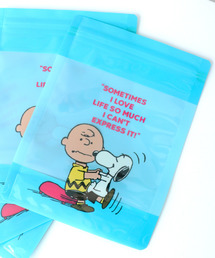 "SOMETIMES
I LOVE
LIFE SO MUCH
I CAN'T
EXPRESS IT!"